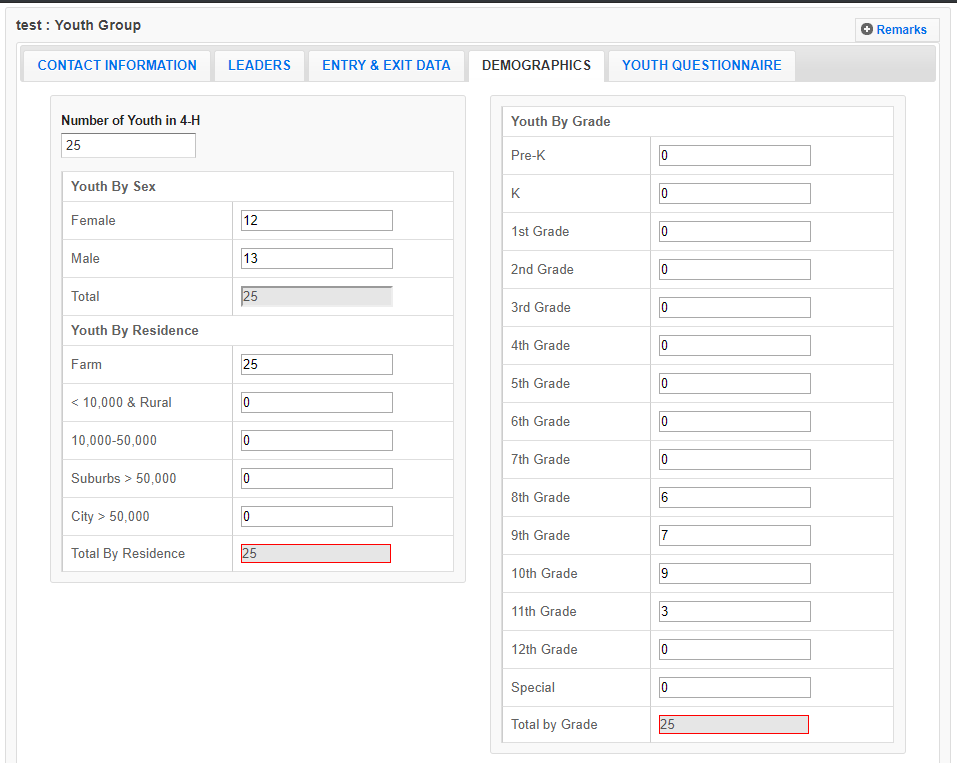 test : Youth Group
Remarks
CONTACT INFORMATION
LEADERS
ENTRY & EXIT DATA
DEMOGRAPHICS
YOUTH QUESTIONNAIRE
Number of Youth in 4-H
25
Youth By Sex
Female 12
Male 13
Total 25
Youth By Residence
Farm 25
< 10,000 & Rural 0
10,000-50,000 0
Suburbs > 50,000 0
City > 50,000 0
Total By Residence 25
Youth By Grade
Pre-K 0
K 0
1st Grade 0
2nd Grade 0
3rd Grade 0
4th Grade 0
5th Grade 0
6th Grade 0
7th Grade 0
8th Grade 6
9th Grade 7
10th Grade 9
11th Grade 3
12th Grade 0
Special 0
Total by Grade 25